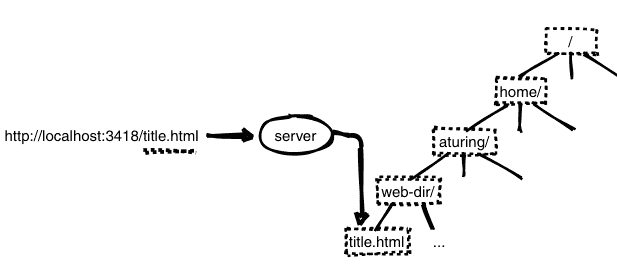 /
home/
http://localhost:3418/title.html
server
aturing/
web-dir/
title.html
...